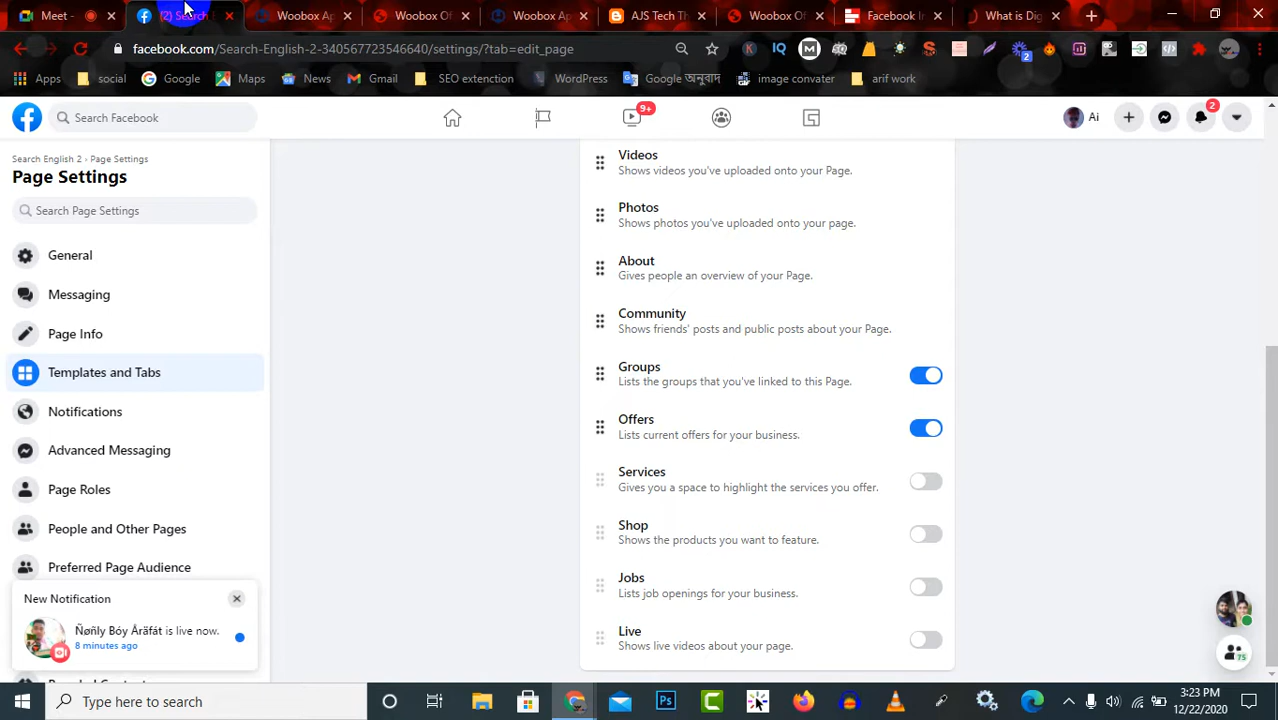 Meet -
(2) Search E
Woobox Ap
Woobox Of
Woobox Ap
AJS Tech Th
Woobox Of
Facebook In
What is Dig
facebook.com/Search-English-2-340567723546640/settings/?tab=edit_page
Apps
social
Google
Maps
News
Gmail
SEO extenction
WordPress
Google অনুবাদ
image convater
arif work
Search Facebook
9+
Ai
2
Search English 2 › Page Settings
Page Settings
Search Page Settings
General
Messaging
Page Info
Templates and Tabs
Notifications
Advanced Messaging
Page Roles
People and Other Pages
Preferred Page Audience
New Notification
Ñøñly Bóy Åräfát is live now.
8 minutes ago
Videos
Shows videos you've uploaded onto your Page.
Photos
Shows photos you've uploaded onto your page.
About
Gives people an overview of your Page.
Community
Shows friends' posts and public posts about your Page.
Groups
Lists the groups that you've linked to this Page.
Offers
Lists current offers for your business.
Services
Gives you a space to highlight the services you offer.
Shop
Shows the products you want to feature.
Jobs
Lists job openings for your business.
Live
Shows live videos about your page.
75
Type here to search
3:23 PM
12/22/2020